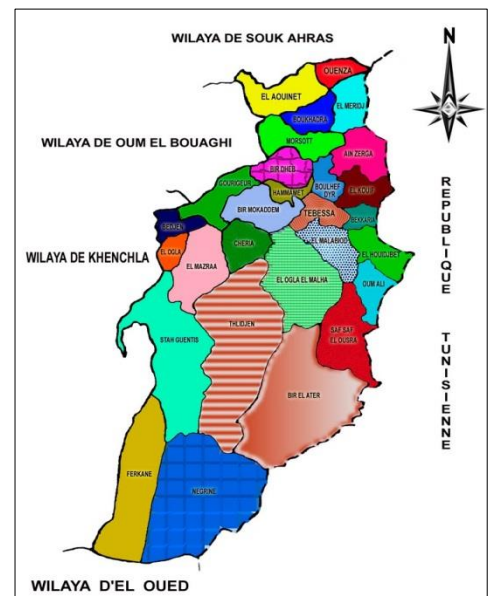 WILAYA DE SOUK AHRAS
N
OUENZA
EL AOUINET
EL MERIDJ
BOUKHADRA
WILAYA DE OUM EL BOUAGHI
MORSOTT
AIN ZERGA
BIR DHEB
GOURIGEUR
HAMMAMET
BOULHEF
DYR
EL KOUIF
BIR MOKADDEM
TEBESSA
BEKKARIA
BEDJEN
CHERIA
EL MALABIOD
EL HOUIDJBET
WILAYA DE KHENCHLA
EL OGLA
EL MAZRAA
EL OGLA EL MALHA
OUM ALI
REPUBLIQUE
TUNISIENNE
THLIDJEN
SAF SAF
EL OUSRA
STAH GUENTIS
BIR EL ATER
FERKANE
NEGRINE
WILAYA D'EL OUED